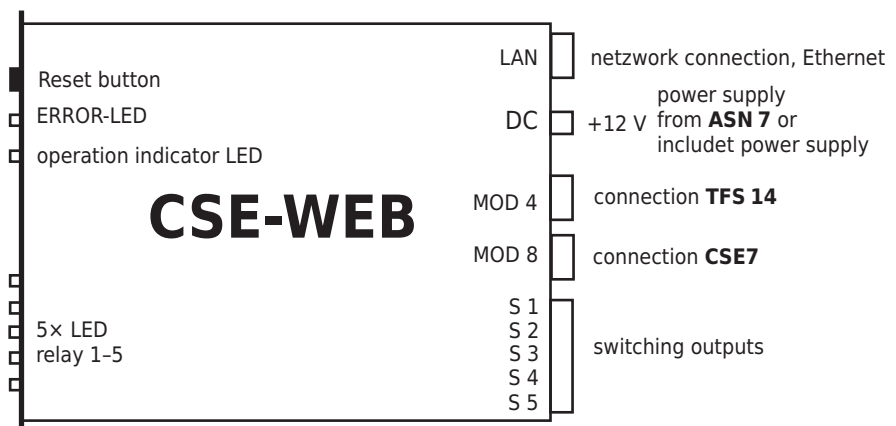 Reset button
ERROR-LED
operation indicator LED
CSE-WEB
5× LED
relay 1–5
LAN
netzwork connection, Ethernet
DC
+12 V
power supply
from ASN 7 or
includet power supply
MOD 4
connection TFS 14
MOD 8
connection CSE7
S 1
S 2
S 3
S 4
S 5
switching outputs